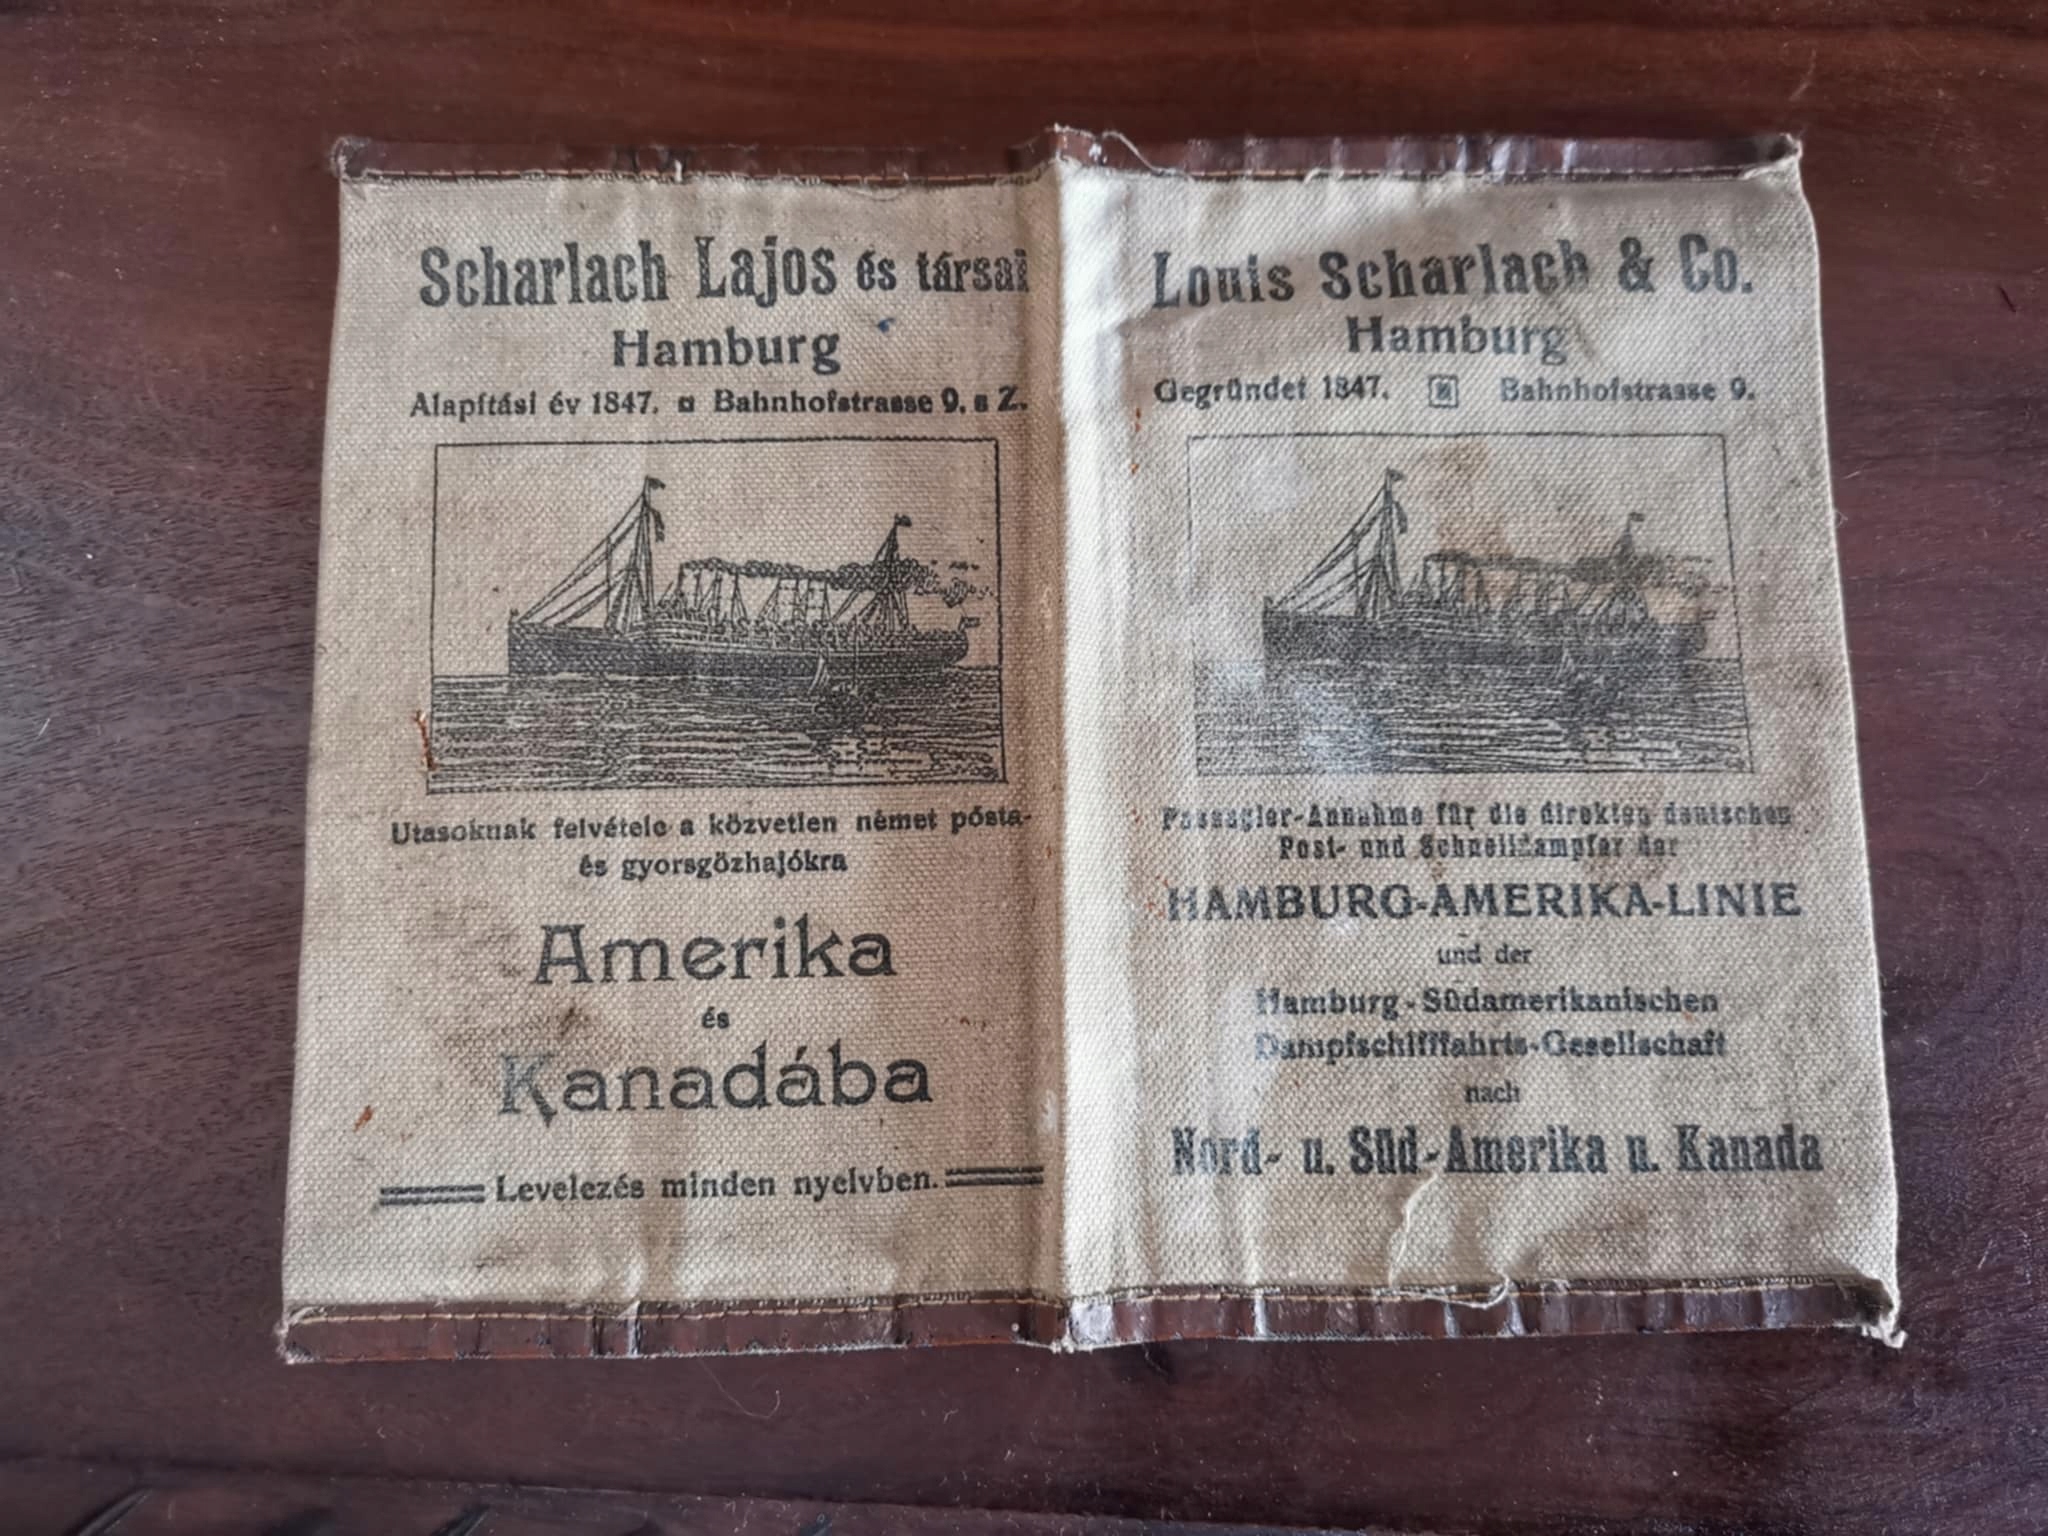 Scharlach Lajos és társai
Hamburg
Alapítási év 1847. Bahnhofstrasse 9. s Z.
Utasoknak felvétele a közvetlen német pósta-
és gyorsgözhajókra
Amerika
és
Kanadába
Levelezés minden nyelvben.
Louis Scharlach & Co.
Hamburg
Gegründet 1847. Bahnhofstrasse 9.
Passagier-Annahme für die direkten deutschen
Post- und Schnelldampfer der
HAMBURG-AMERIKA-LINIE
und der
Hamburg-Südamerikanischen
Dampfschifffahrts-Gesellschaft
nach
Nord- u. Süd-Amerika u. Kanada